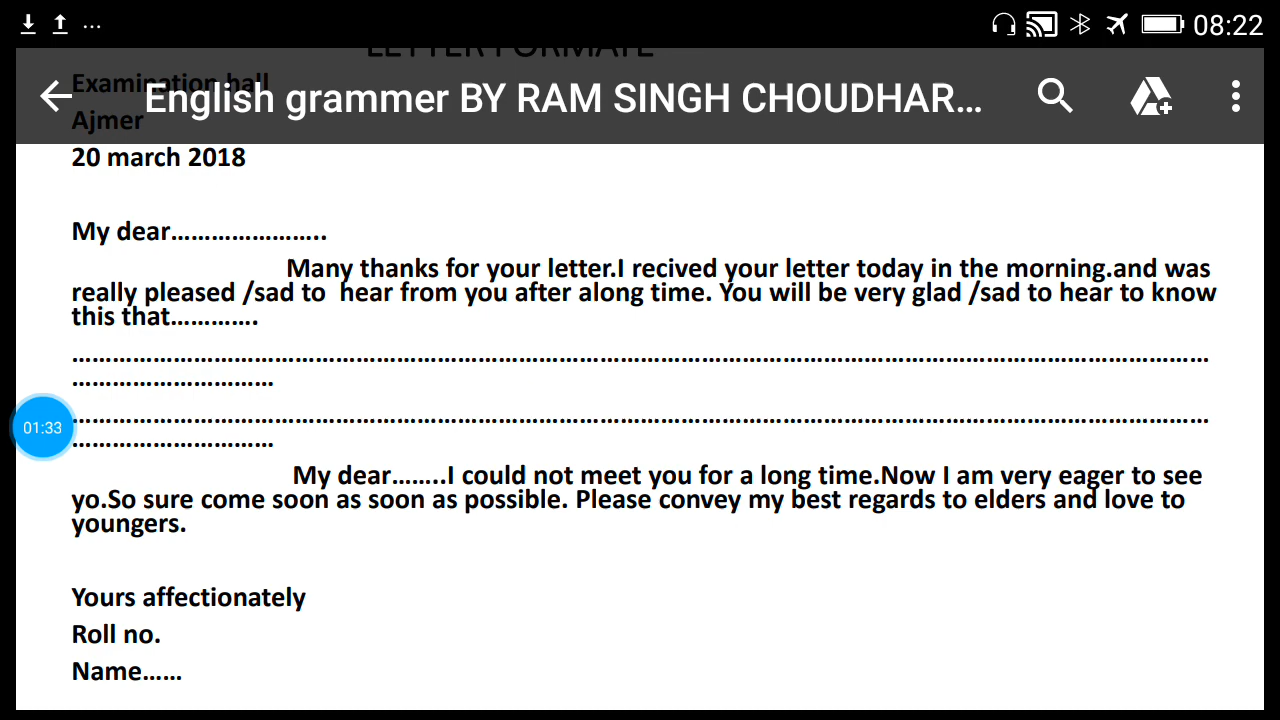 ... 08:22
LETTER FORMATE
Examination hall
English grammer BY RAM SINGH CHOUDHAR...
Ajmer
20 march 2018
My dear…………………..
Many thanks for your letter.I recived your letter today in the morning.and was
really pleased /sad to  hear from you after along time. You will be very glad /sad to hear to know
this that………….
……………………………………………………………………………………………………………………………………………………
…………………………
01:33
……………………………………………………………………………………………………………………………………………………
…………………………
My dear……..I could not meet you for a long time.Now I am very eager to see
yo.So sure come soon as soon as possible. Please convey my best regards to elders and love to
youngers.
Yours affectionately
Roll no.
Name……